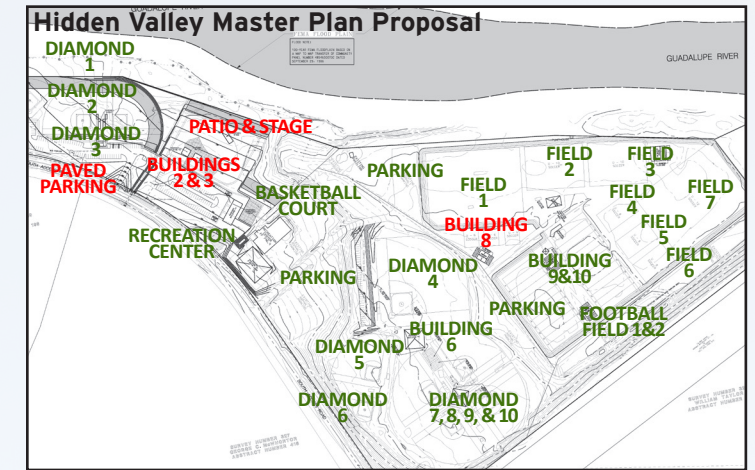 Hidden Valley Master Plan Proposal
GUADALUPE RIVER
DIAMOND
1
DIAMOND
2
DIAMOND
3
GUADALUPE RIVER
PATIO & STAGE
PAVED
PARKING
BUILDINGS
2 & 3
BASKETBALL
COURT
PARKING
FIELD
1
FIELD
2
FIELD
3
FIELD
4
FIELD
5
FIELD
6
FIELD
7
BUILDING
8
RECREATION
CENTER
PARKING
DIAMOND
4
BUILDING
9&10
PARKING
FOOTBALL
FIELD 1&2
BUILDING
6
DIAMOND
5
DIAMOND
6
DIAMOND
7, 8, 9, & 10